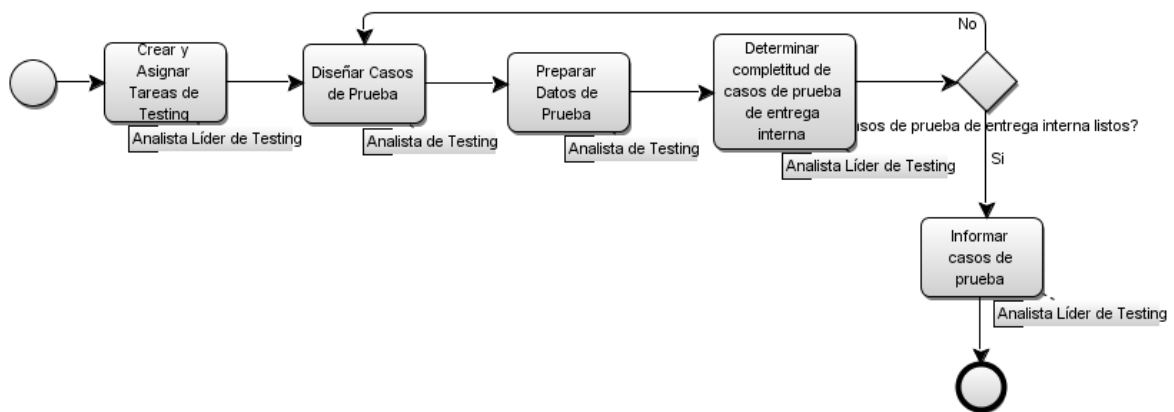 Crear y
Asignar
Tareas de
Testing
Analista Líder de Testing
Diseñar Casos
de Prueba
Analista de Testing
Preparar
Datos de
Prueba
Analista de Testing
Determinar
completitud de
casos de prueba
de entrega
interna
Analista Líder de Testing
No
asos de prueba de entrega interna listos?
Si
Informar
casos de
prueba
Analista Líder de Testing